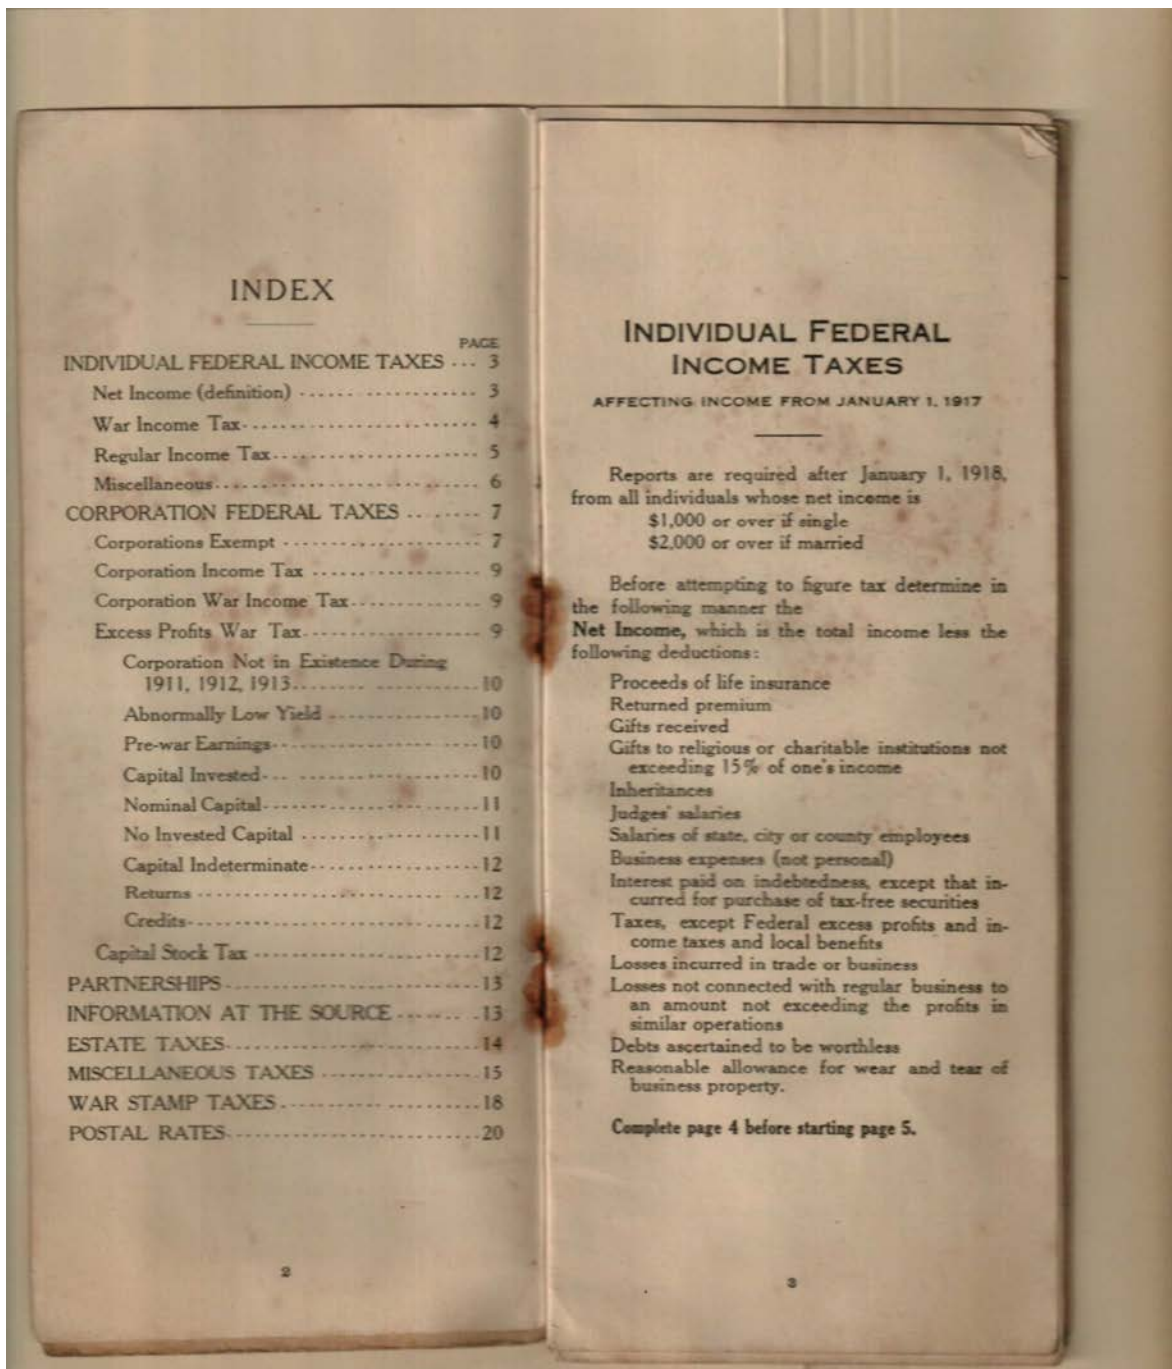 INDEX
PAGE
INDIVIDUAL FEDERAL INCOME TAXES ... 3
Net Income (definition) .................... 3
War Income Tax.......................... 4
Regular Income Tax....................... 5
Miscellaneous............................. 6
CORPORATION FEDERAL TAXES ........ 7
Corporations Exempt ...................... 7
Corporation Income Tax ................... 9
Corporation War Income Tax.............. 9
Excess Profits War Tax.................... 9
Corporation Not in Existence During
1911, 1912, 1913.....................10
Abnormally Low Yield .................10
Pre-war Earnings.......................10
Capital Invested........................10
Nominal Capital........................11
No Invested Capital ....................11
Capital Indeterminate...................12
Returns ...............................12
Credits................................12
Capital Stock Tax .........................12
PARTNERSHIPS............................13
INFORMATION AT THE SOURCE..........13
ESTATE TAXES............................14
MISCELLANEOUS TAXES .................15
WAR STAMP TAXES......................18
POSTAL RATES............................20
2
INDIVIDUAL FEDERAL
INCOME TAXES
AFFECTING INCOME FROM JANUARY 1, 1917
Reports are required after January 1, 1918,
from all individuals whose net income is
$1,000 or over if single
$2,000 or over if married
Before attempting to figure tax determine in
the following manner the
Net Income, which is the total income less the
following deductions:
Proceeds of life insurance
Returned premium
Gifts received
Gifts to religious or charitable institutions not
exceeding 15% of one's income
Inheritances
Judges' salaries
Salaries of state, city or county employees
Business expenses (not personal)
Interest paid on indebtedness, except that in-
curred for purchase of tax-free securities
Taxes, except Federal excess profits and in-
come taxes and local benefits
Losses incurred in trade or business
Losses not connected with regular business to
an amount not exceeding the profits in
similar operations
Debts ascertained to be worthless
Reasonable allowance for wear and tear of
business property.
Complete page 4 before starting page 5.
3